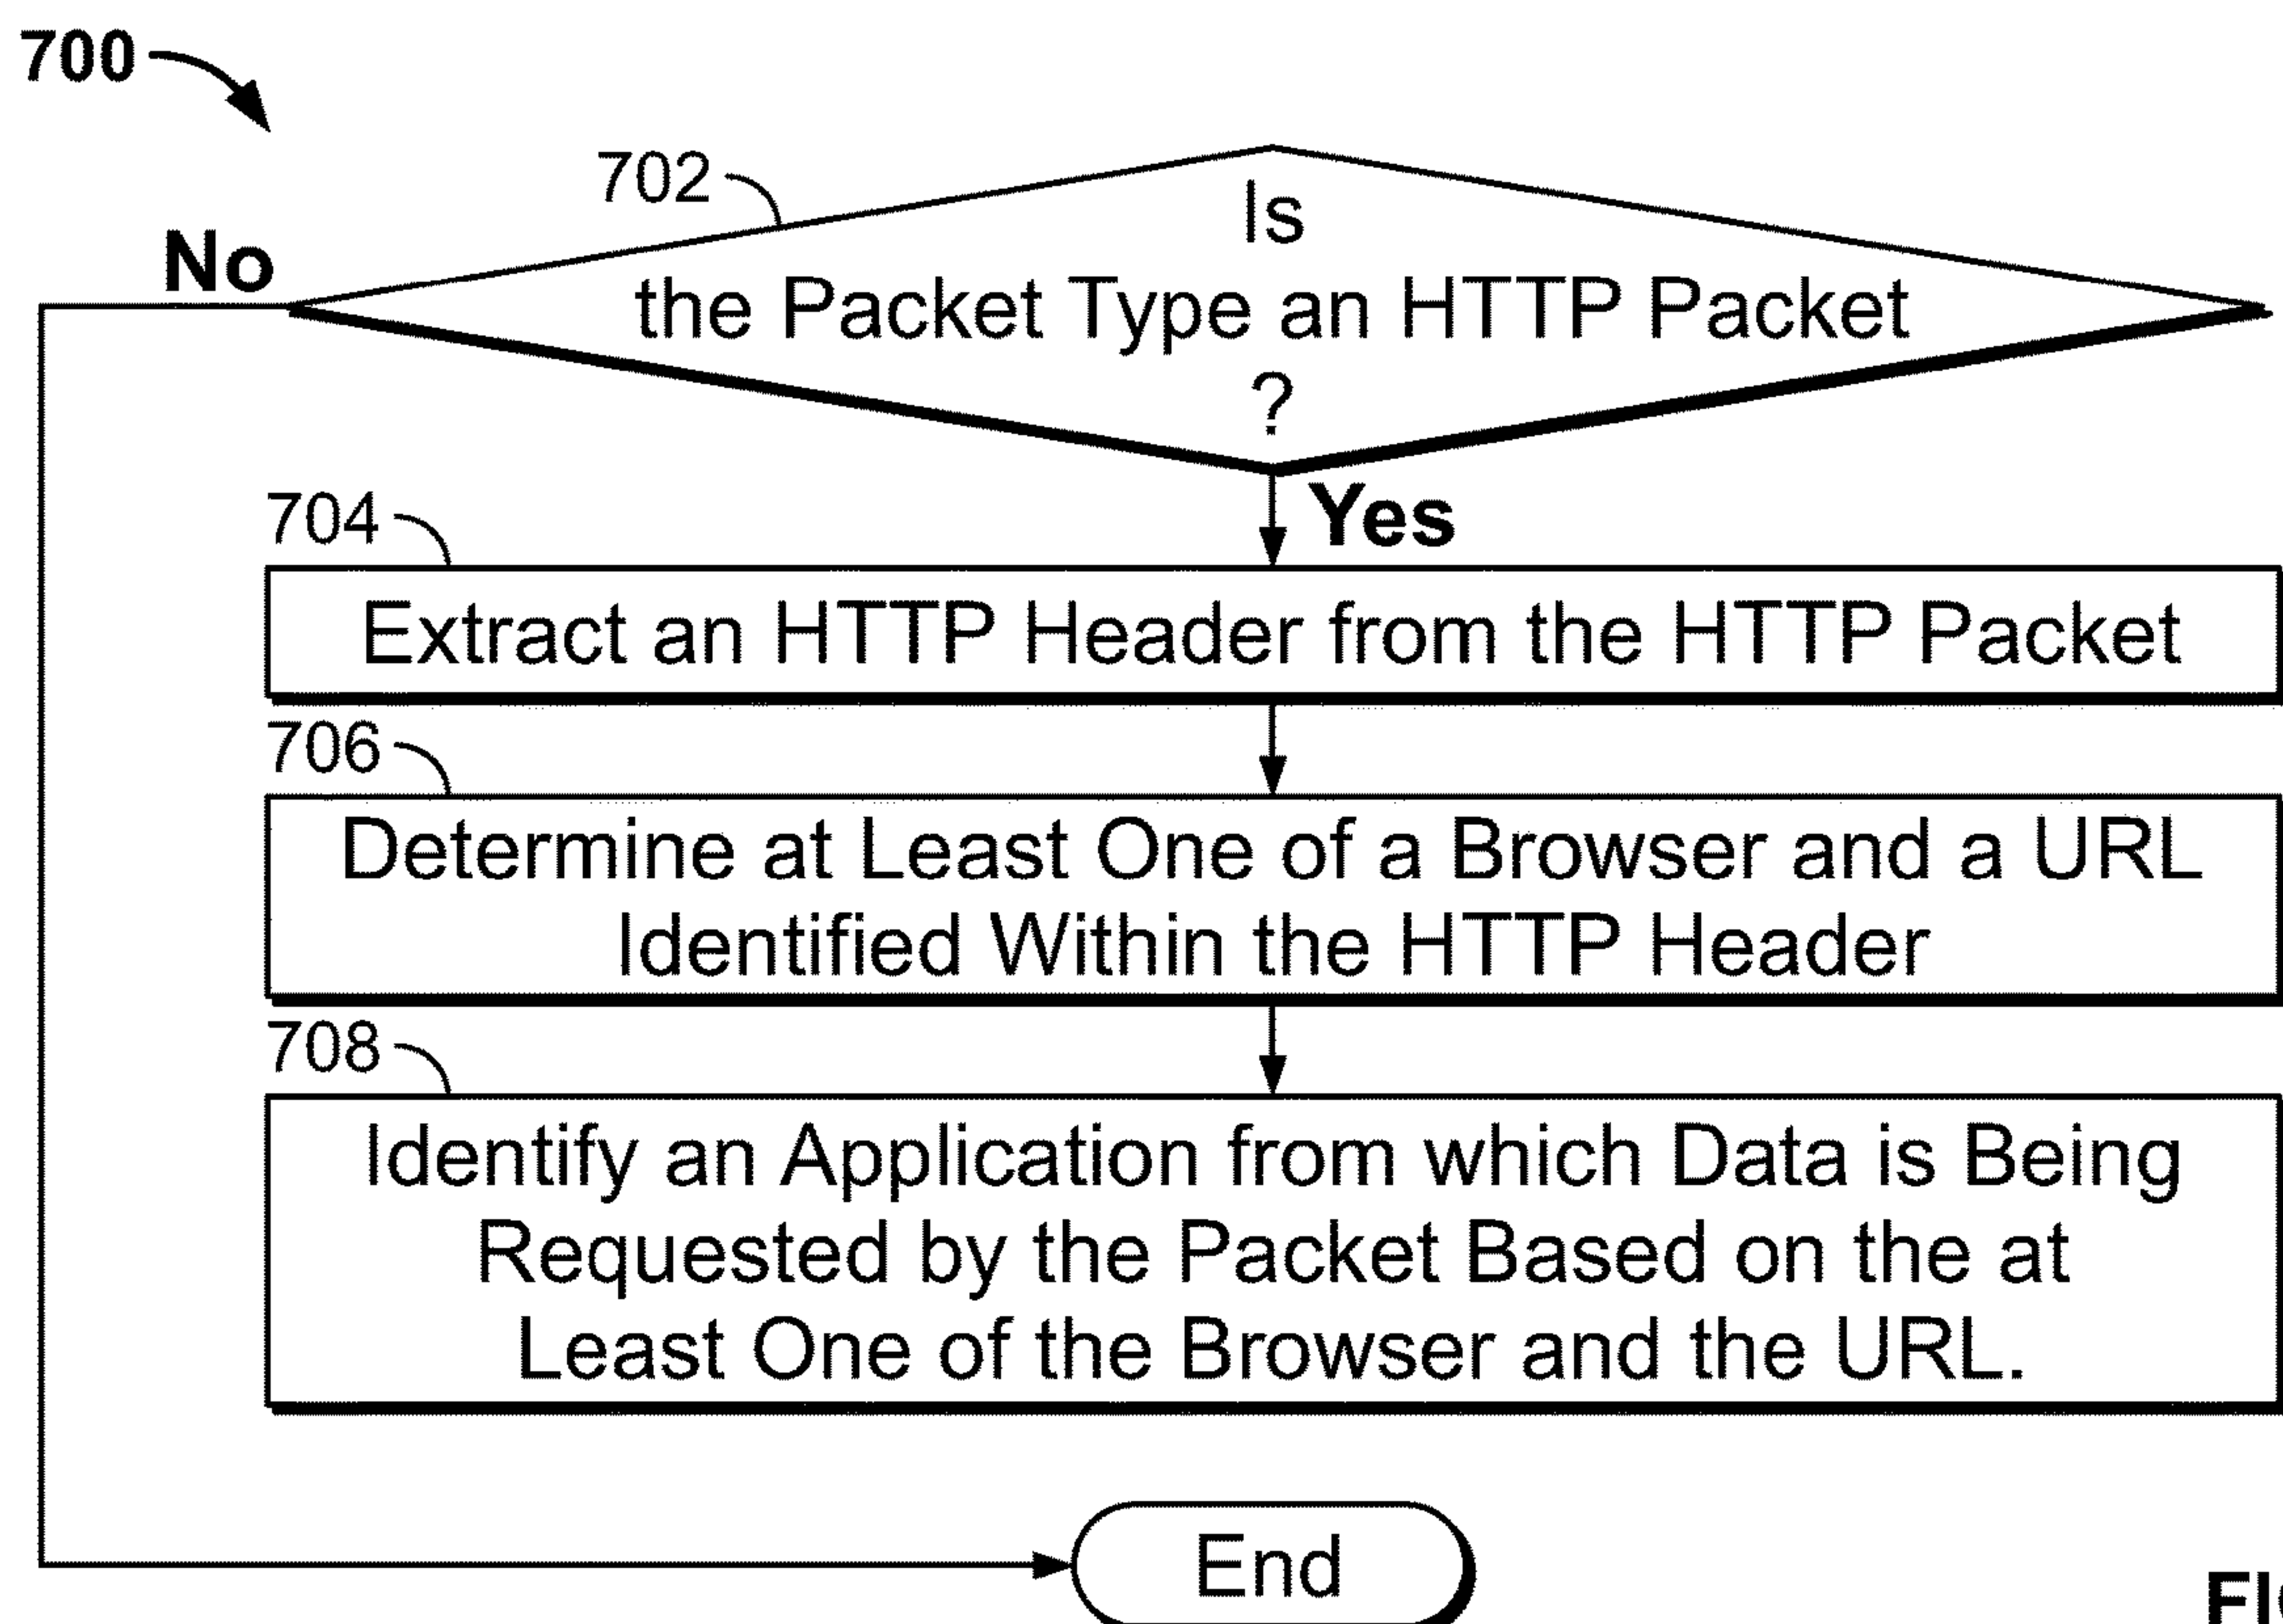 700
702
Is
No
the Packet Type an HTTP Packet
?
Yes
704
Extract an HTTP Header from the HTTP Packet
706
Determine at Least One of a Browser and a URL
Identified Within the HTTP Header
708
Identify an Application from which Data is Being
Requested by the Packet Based on the at
Least One of the Browser and the URL.
End